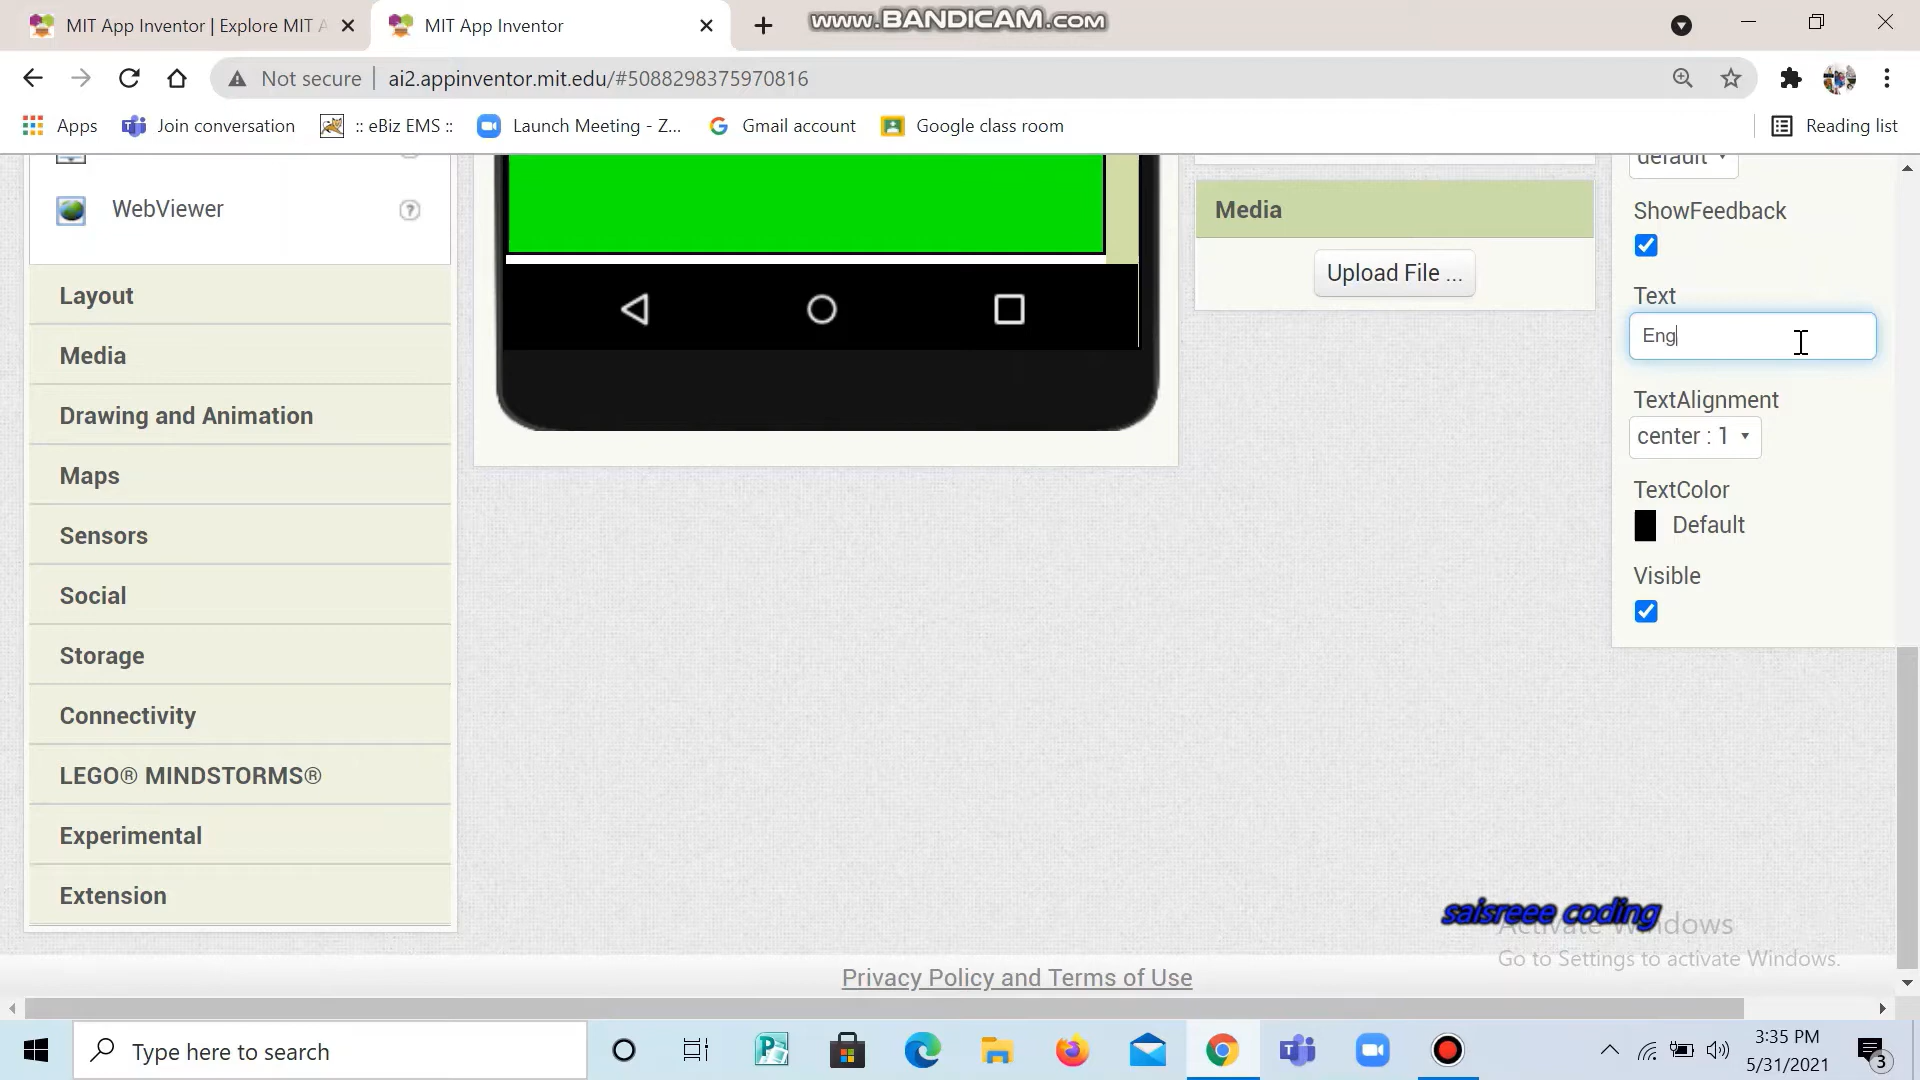 MIT App Inventor | Explore MIT A
MIT App Inventor
www.BANDICAM.com
Not secure
ai2.appinventor.mit.edu/#5088298375970816
Apps
Join conversation
:: eBiz EMS ::
Launch Meeting - Z...
Gmail account
Google class room
Reading list
WebViewer
?
Layout
Media
Drawing and Animation
Maps
Sensors
Social
Storage
Connectivity
LEGO® MINDSTORMS®
Experimental
Extension
Media
Upload File ...
default
ShowFeedback
Text
Eng
TextAlignment
center : 1
TextColor
Default
Visible
saisreee coding
Activate Windows
Go to Settings to activate Windows.
Privacy Policy and Terms of Use
Type here to search
3:35 PM
5/31/2021
3